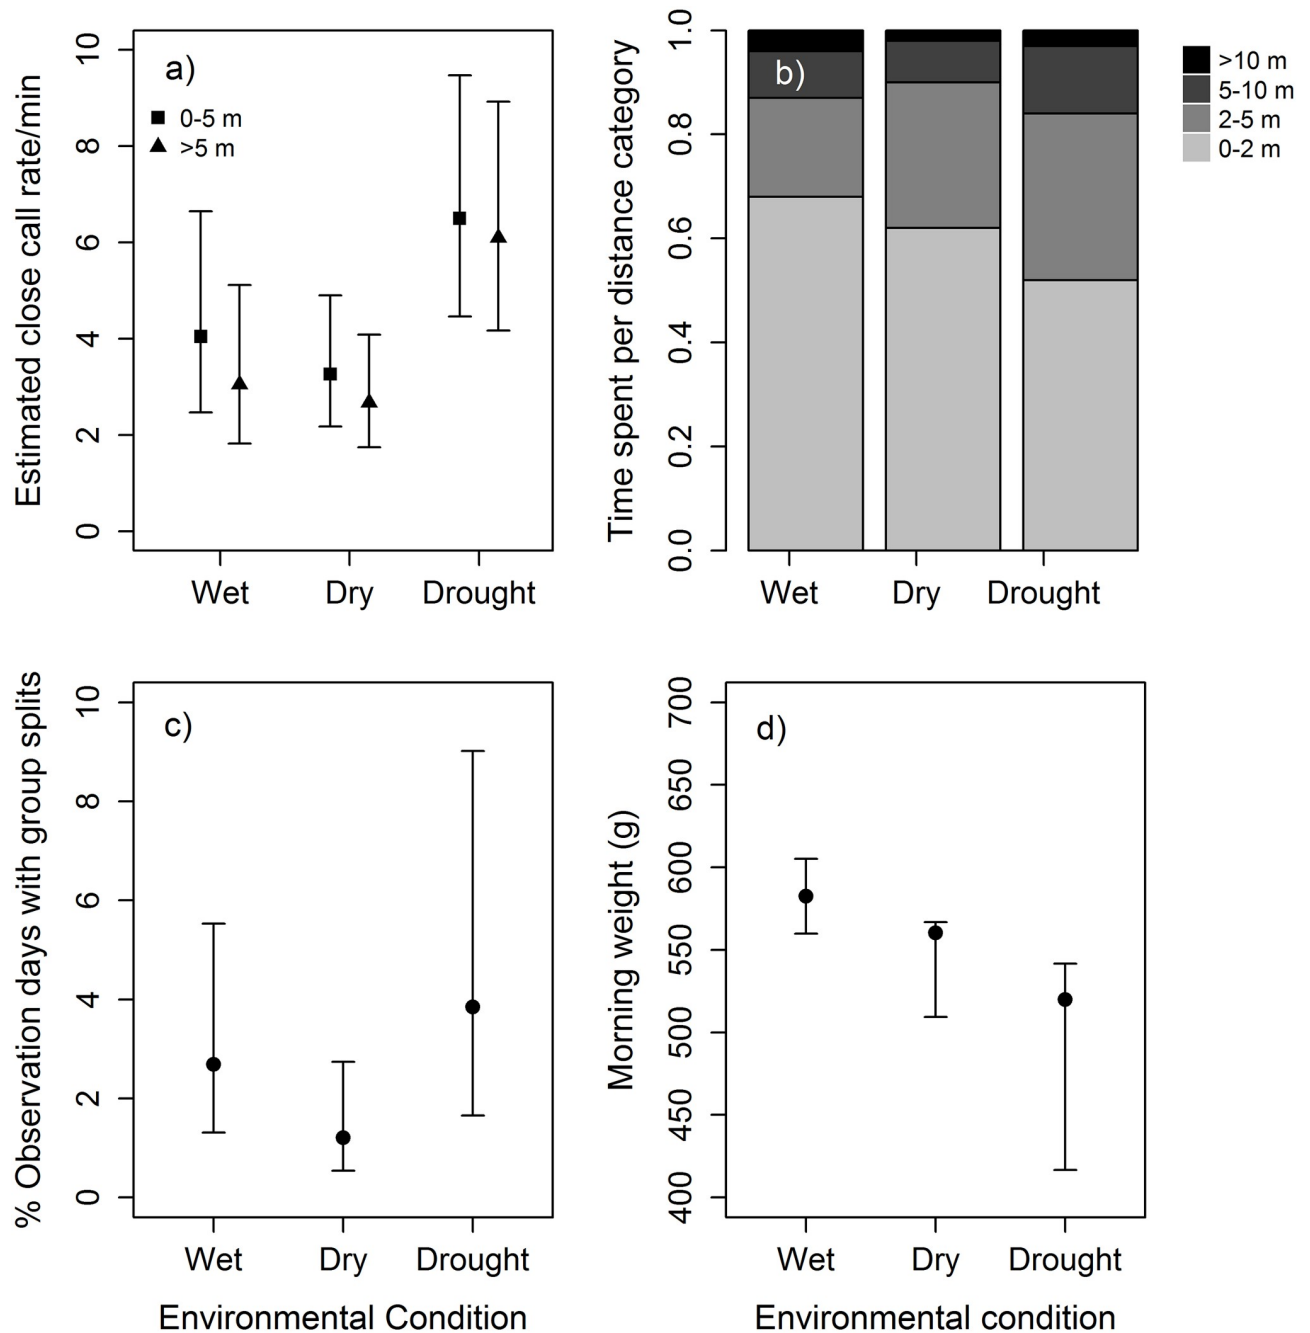 Estimated close call rate/min
10
8
6
4
2
0
a)
0-5 m
>5 m
Wet Dry Drought
Time spent per distance category
1.0
0.8
0.6
0.4
0.2
0.0
b)
>10 m
5-10 m
2-5 m
0-2 m
Wet Dry Drought
% Observation days with group splits
10
8
6
4
2
0
c)
Wet Dry Drought
Environmental Condition
Morning weight (g)
700
650
600
550
500
450
400
d)
Wet Dry Drought
Environmental condition